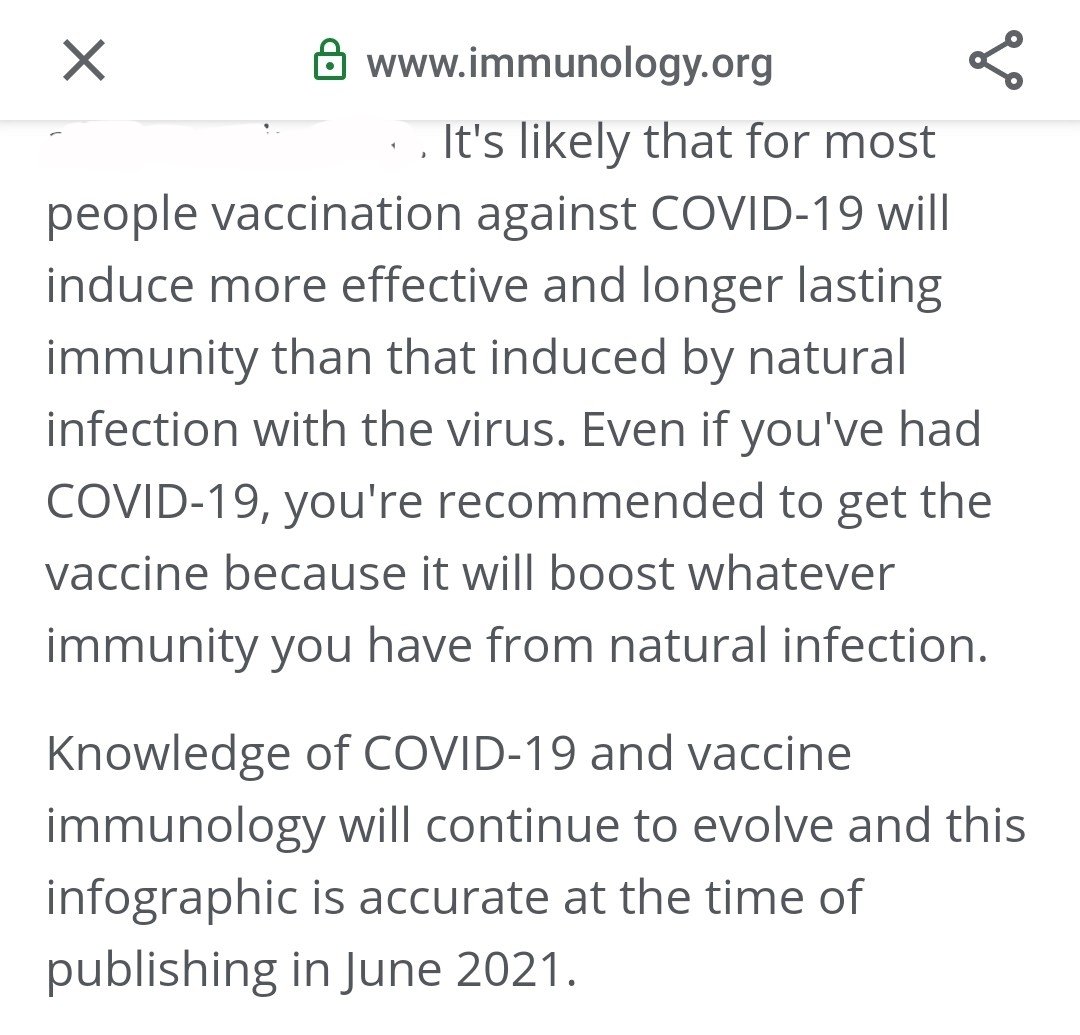 www.immunology.org
. It's likely that for most
people vaccination against COVID-19 will
induce more effective and longer lasting
immunity than that induced by natural
infection with the virus. Even if you've had
COVID-19, you're recommended to get the
vaccine because it will boost whatever
immunity you have from natural infection.
Knowledge of COVID-19 and vaccine
immunology will continue to evolve and this
infographic is accurate at the time of
publishing in June 2021.